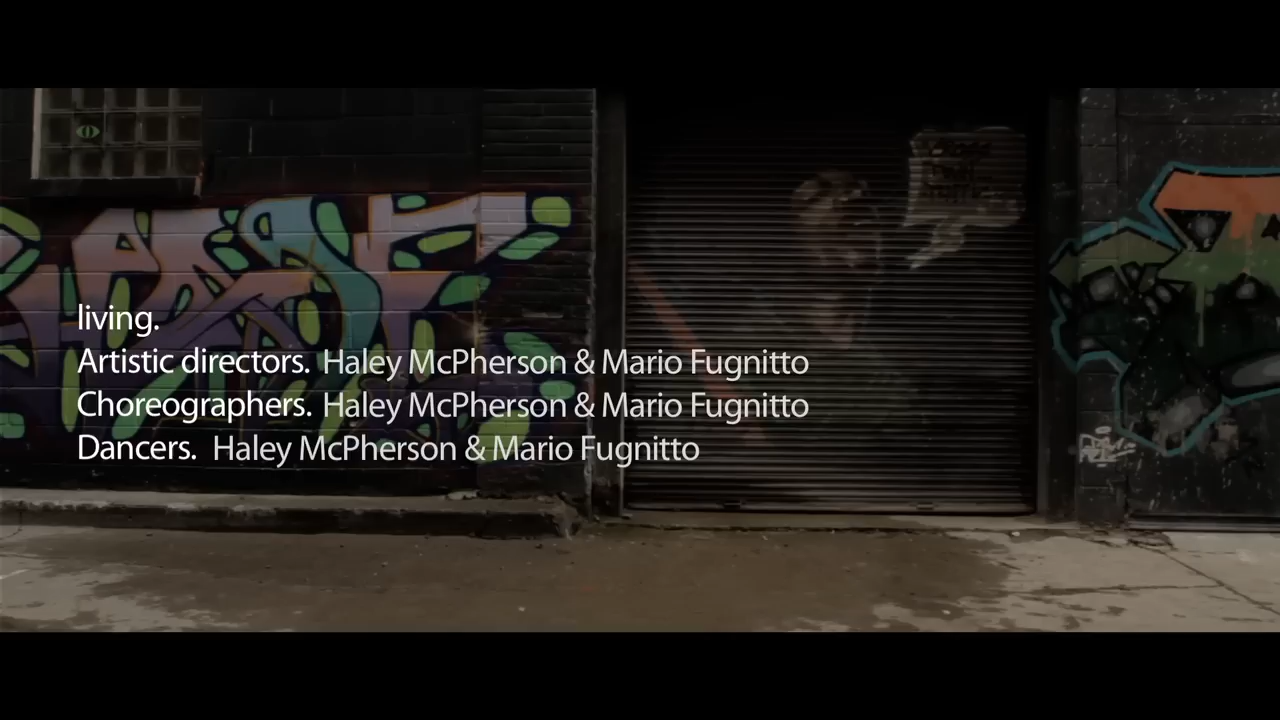 living.
Artistic directors. Haley McPherson & Mario Fugnitto
Choreographers. Haley McPherson & Mario Fugnitto
Dancers. Haley McPherson & Mario Fugnitto